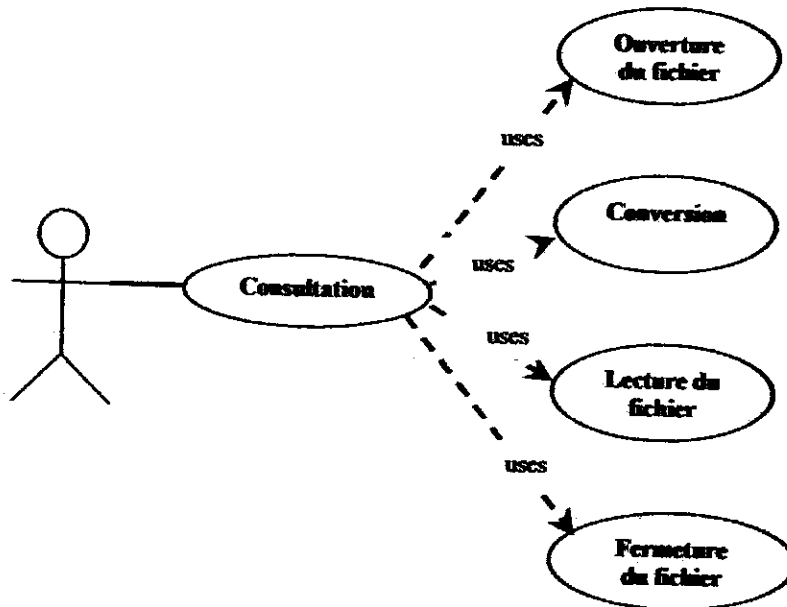 Ouverture
du fichier
uses
Conversion
uses
Consultation
uses
Lecture du
fichier
uses
Fermeture
du fichier